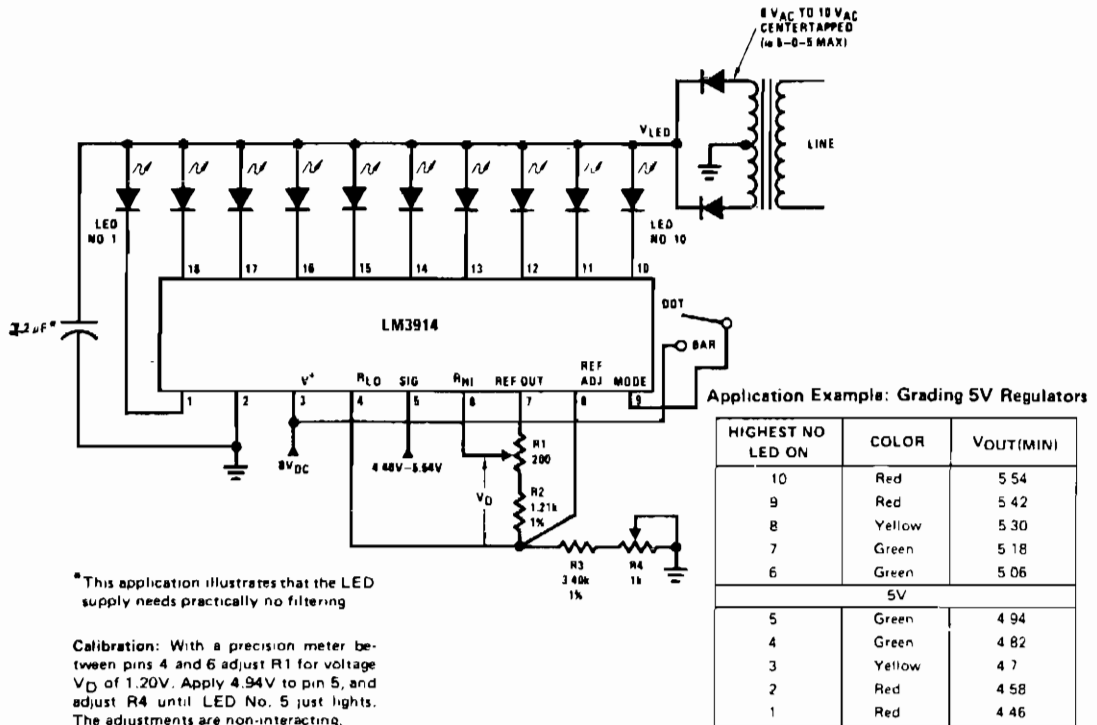 6 VAC TO 10 VAC
CENTERTAPPED
(ie 5-0-5 MAX)
VLED
LINE
LED
NO 1
LED
NO 10
18 17 16 15 14 13 12 11 10
LM3914
2.2 µF*
DOT
BAR
V+ RLO SIG RHI REF OUT REF ADJ MODE
1 2 3 4 5 6 7 8 9
8VDC
4.46V-5.54V
VD
R1
200
R2
1.21k
1%
R3
3 40k
1%
R4
1k
*This application illustrates that the LED
supply needs practically no filtering
Calibration: With a precision meter be-
tween pins 4 and 6 adjust R1 for voltage
VD of 1.20V. Apply 4.94V to pin 5, and
adjust R4 until LED No. 5 just lights.
The adjustments are non-interacting.
Application Example: Grading 5V Regulators
HIGHEST NO LED ON COLOR VOUT(MIN)
10 Red 5 54
9 Red 5 42
8 Yellow 5 30
7 Green 5 18
6 Green 5 06
5V
5 Green 4 94
4 Green 4 82
3 Yellow 4 7
2 Red 4 58
1 Red 4 46